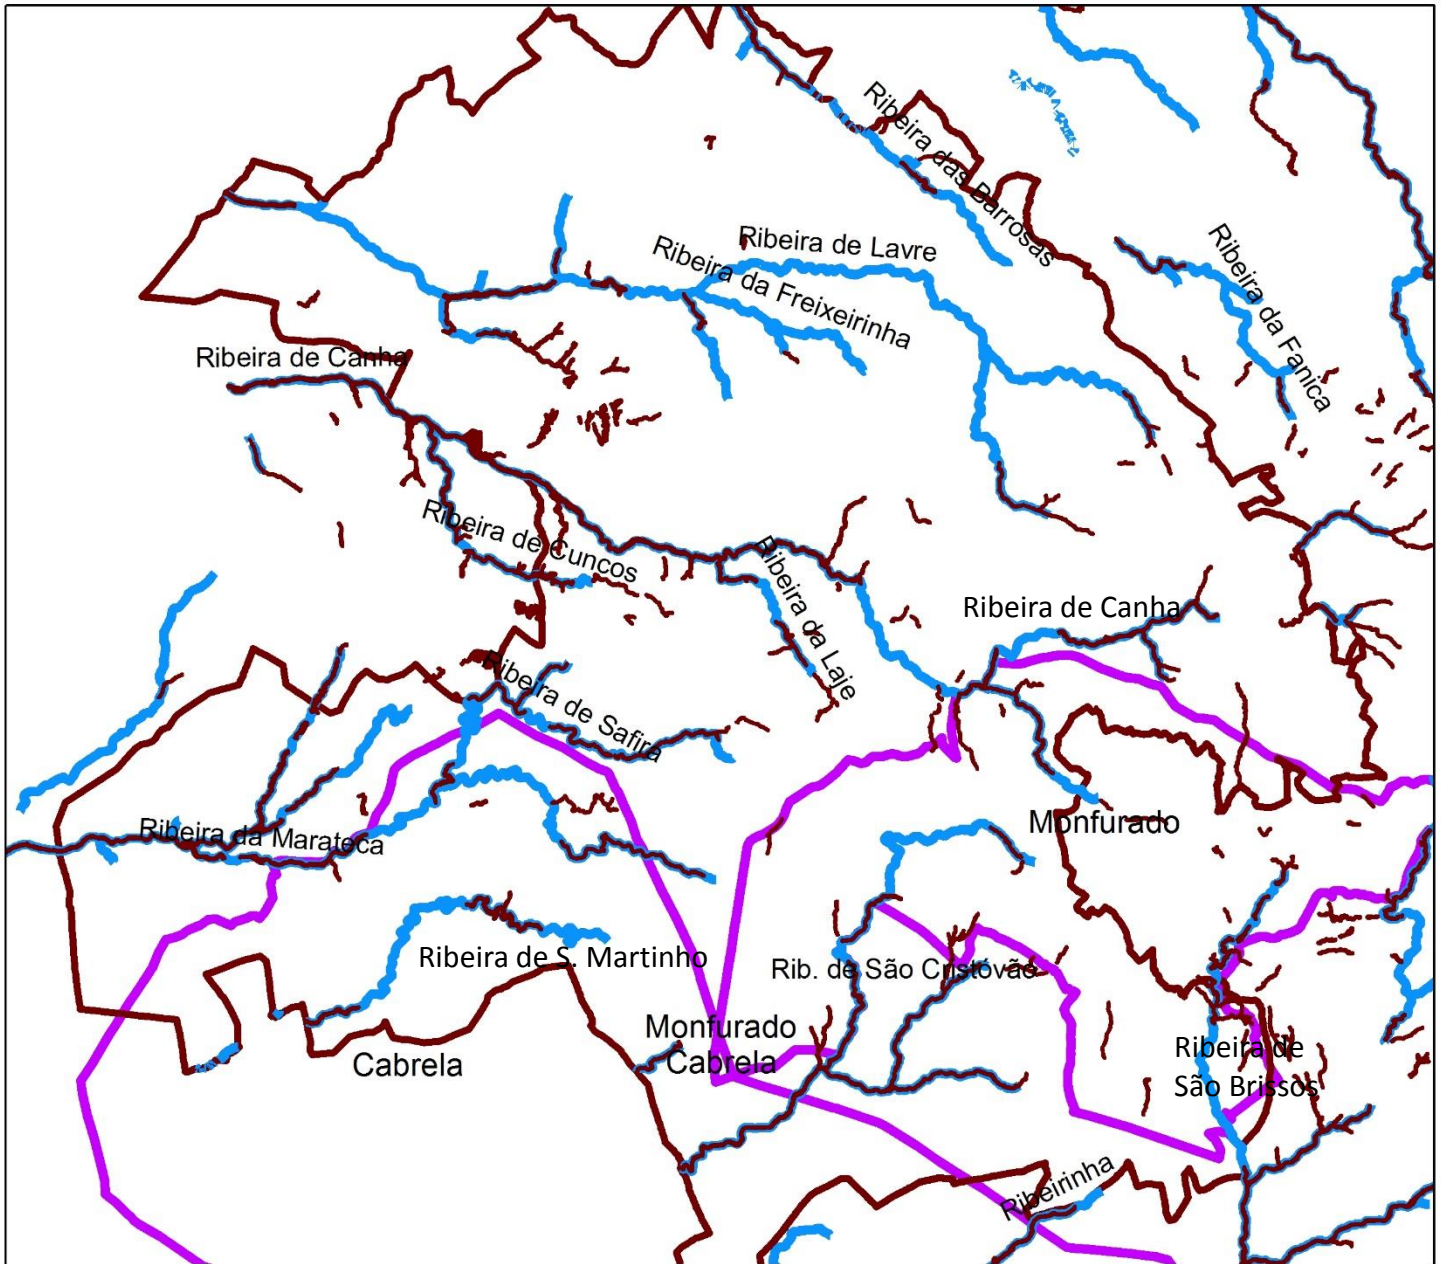 Ribeira das Barrosas
Ribeira de Lavre
Ribeira da Freixeirinha
Ribeira da Fanica
Ribeira de Canha
Ribeira de Cuncos
Ribeira da Laje
Ribeira de Canha
Ribeira de Safira
Monfurado
Ribeira da Marateca
Ribeira de S. Martinho
Rib. de São Cristóvão
Monfurado
Cabrela
Cabrela
Ribeira de
São Brissos
Ribeirinha